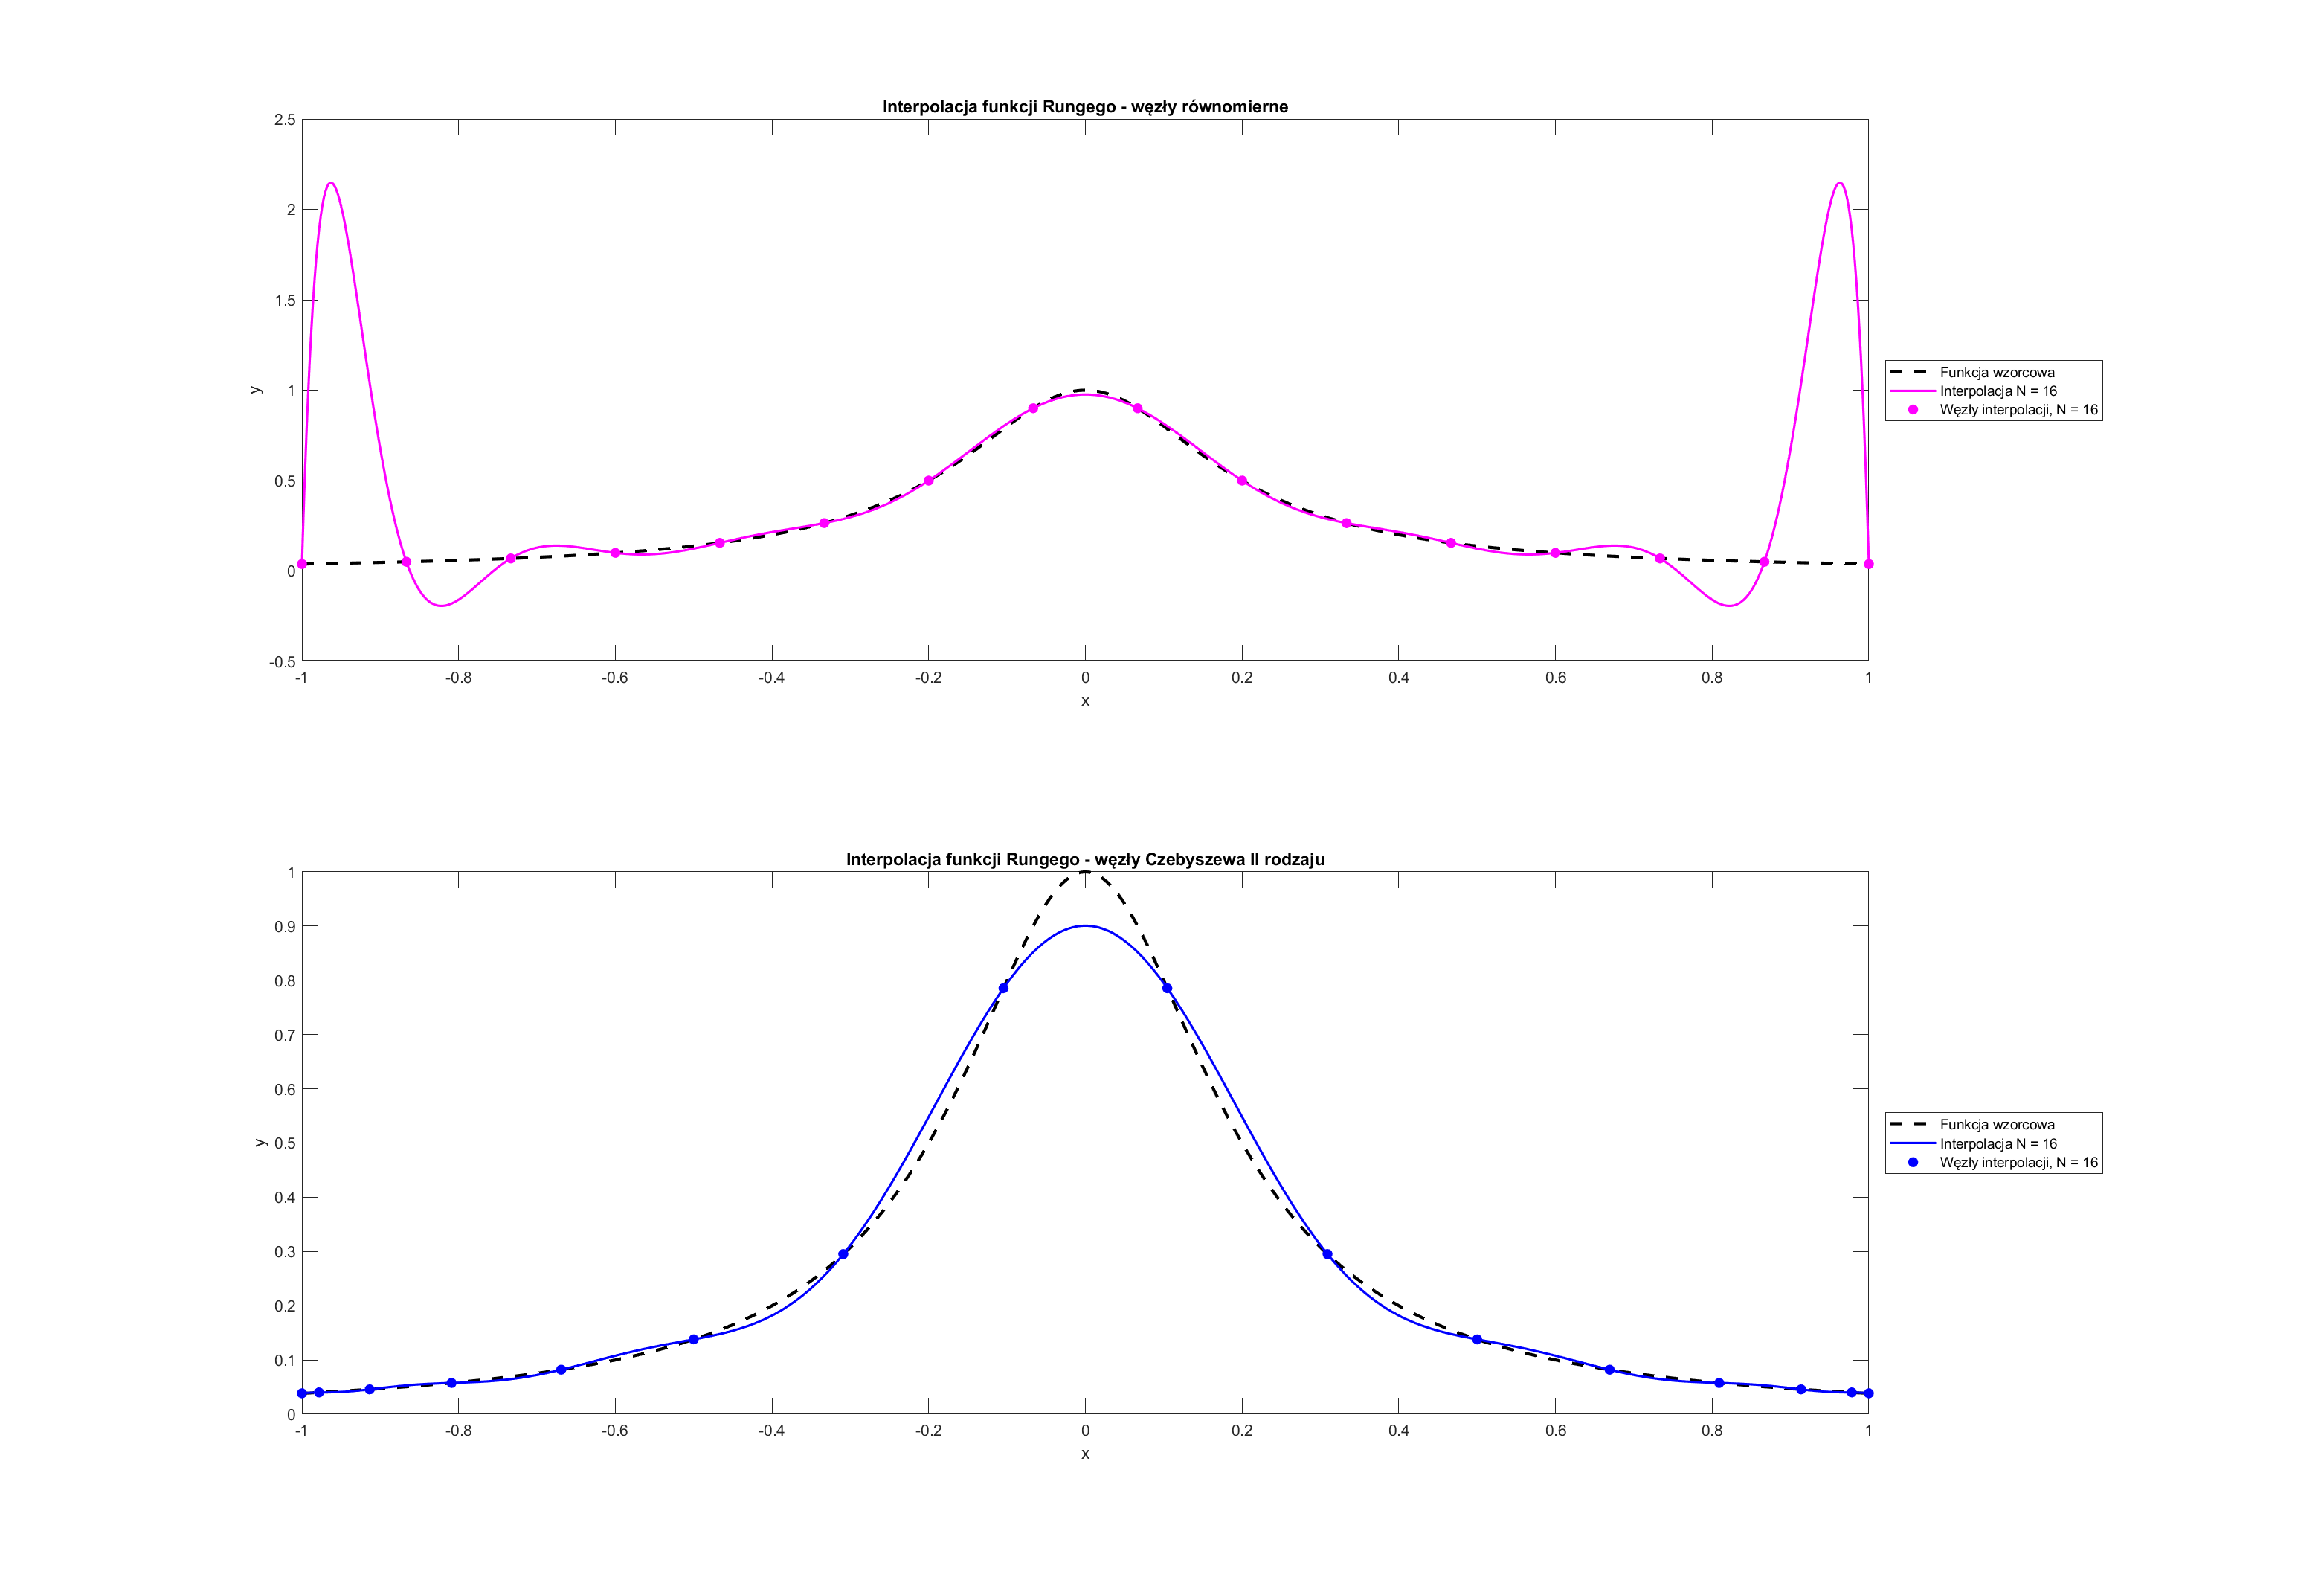 Interpolacja funkcji Rungego - węzły równomierne
2.5
2
1.5
1
0.5
0
-0.5
y
-1 -0.8 -0.6 -0.4 -0.2 0 0.2 0.4 0.6 0.8 1
x
Funkcja wzorcowa
Interpolacja N = 16
Węzły interpolacji, N = 16
Interpolacja funkcji Rungego - węzły Czebyszewa II rodzaju
1
0.9
0.8
0.7
0.6
0.5
0.4
0.3
0.2
0.1
0
y
-1 -0.8 -0.6 -0.4 -0.2 0 0.2 0.4 0.6 0.8 1
x
Funkcja wzorcowa
Interpolacja N = 16
Węzły interpolacji, N = 16